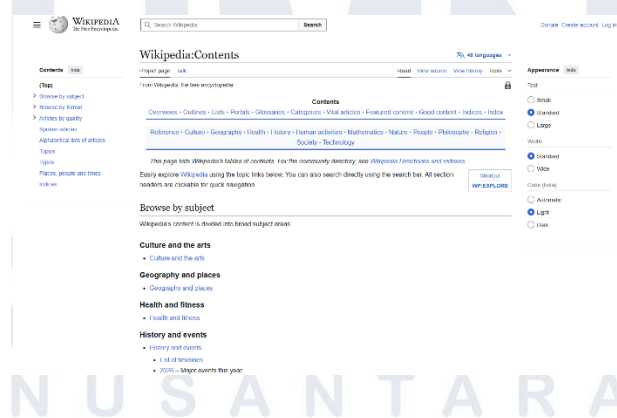 WIKIPEDIA
The Free Encyclopedia
Search Wikipedia
Search
Donate Create account Log in
Contents hide
(Top)
Browse by subject
Browse by format
Articles by quality
Spoken articles
Alphabetical lists of articles
Topics
Types
Places, people and times
Indices
Wikipedia:Contents
48 languages
Project page Talk
Read View source View history Tools
From Wikipedia, the free encyclopedia
Contents
Overviews • Outlines • Lists • Portals • Glossaries • Categories • Vital articles • Featured content • Good content • Indices • Index
Reference • Culture • Geography • Health • History • Human activities • Mathematics • Nature • People • Philosophy • Religion •
Society • Technology
This page lists Wikipedia's tables of contents. For the community directory, see Wikipedia Directories and indexes.
Easily explore Wikipedia using the topic links below. You can also search directly using the search bar. All section
headers are clickable for quick navigation.
Shortcut
WP:EXPLORE
Browse by subject
Wikipedia's content is divided into broad subject areas:
Culture and the arts
• Culture and the arts
Geography and places
• Geography and places
Health and fitness
• Health and fitness
History and events
• History and events
• List of timelines
• 2026 – Major events this year
Appearance hide
Text
Small
Standard
Large
Width
Standard
Wide
Color (beta)
Automatic
Light
Dark
NUSANTARA